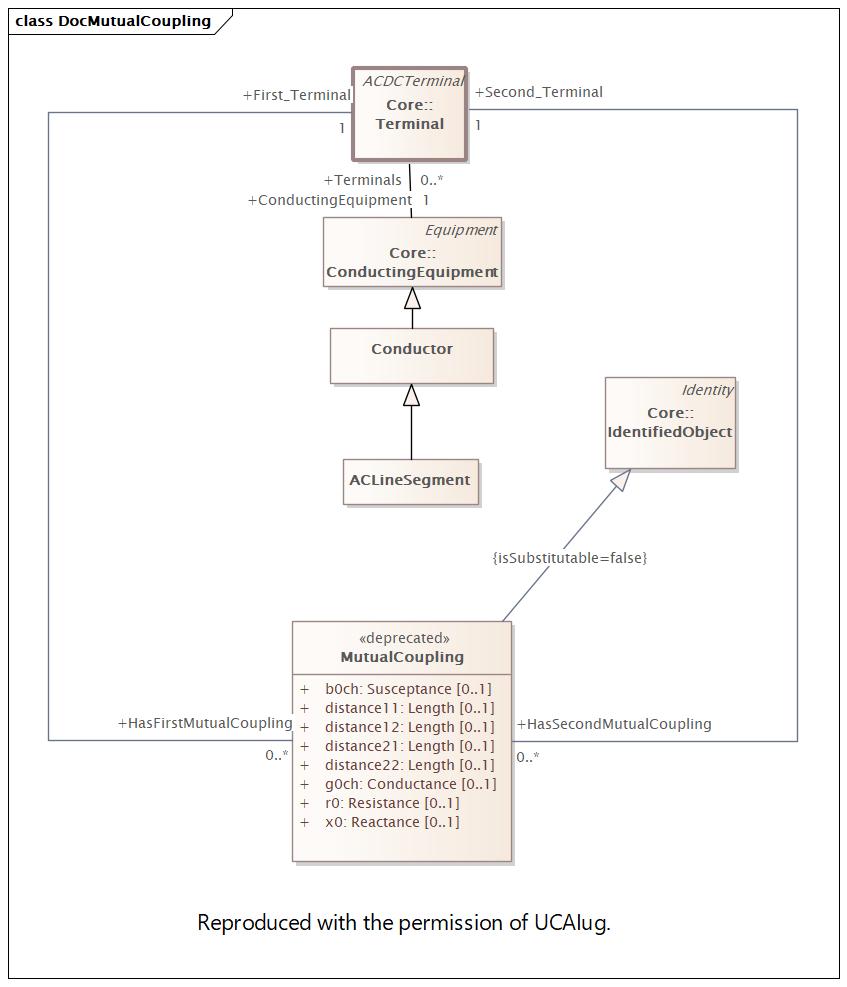 class DocMutualCoupling
ACDCTerminal
Core::
Terminal
+First_Terminal
1
+Second_Terminal
1
+Terminals 0..*
+ConductingEquipment 1
Equipment
Core::
ConductingEquipment
Conductor
Identity
Core::
IdentifiedObject
ACLineSegment
{isSubstitutable=false}
«deprecated»
MutualCoupling
+ b0ch: Susceptance [0..1]
+ distance11: Length [0..1]
+ distance12: Length [0..1]
+ distance21: Length [0..1]
+ distance22: Length [0..1]
+ g0ch: Conductance [0..1]
+ r0: Resistance [0..1]
+ x0: Reactance [0..1]
+HasFirstMutualCoupling
0..*
+HasSecondMutualCoupling
0..*
Reproduced with the permission of UCAIug.